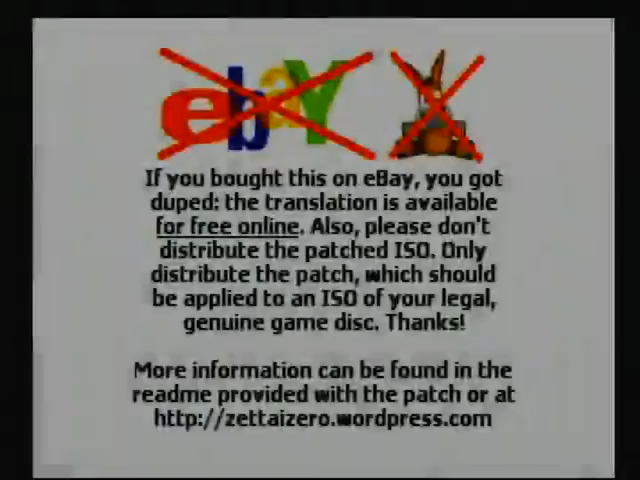 ebaY
If you bought this on eBay, you got
duped: the translation is available
for free online. Also, please don't
distribute the patched ISO. Only
distribute the patch, which should
be applied to an ISO of your legal,
genuine game disc. Thanks!
More information can be found in the
readme provided with the patch or at
http://zettaizero.wordpress.com